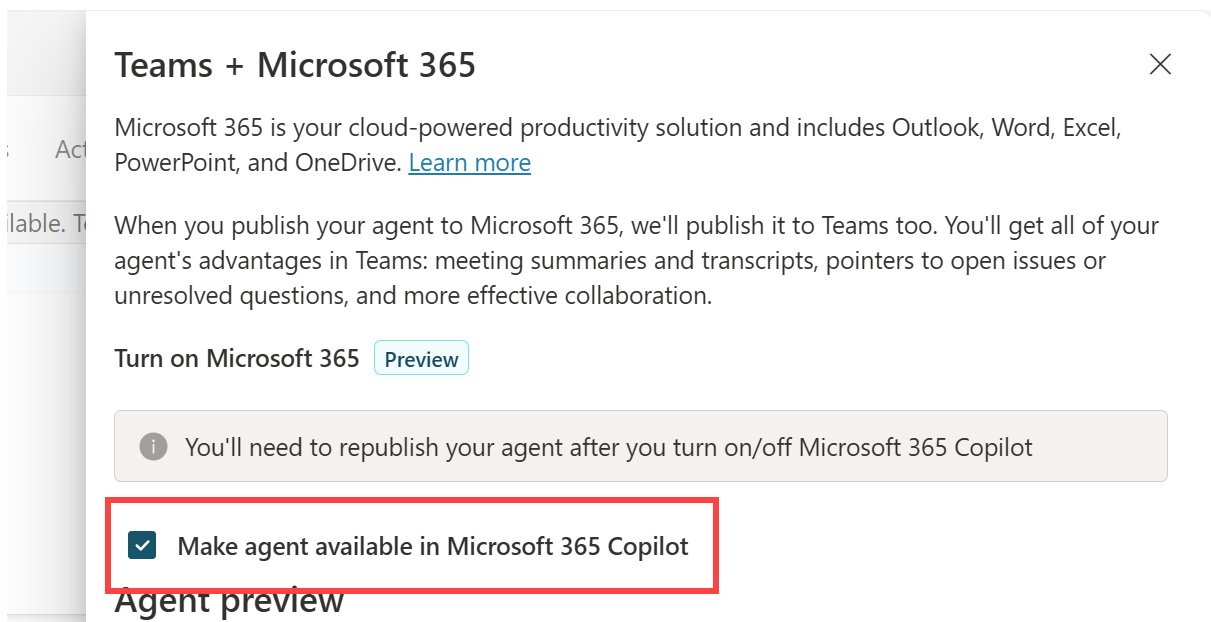 Teams + Microsoft 365
Microsoft 365 is your cloud-powered productivity solution and includes Outlook, Word, Excel,
PowerPoint, and OneDrive. Learn more
When you publish your agent to Microsoft 365, we'll publish it to Teams too. You'll get all of your
agent's advantages in Teams: meeting summaries and transcripts, pointers to open issues or
unresolved questions, and more effective collaboration.
Turn on Microsoft 365 Preview
You'll need to republish your agent after you turn on/off Microsoft 365 Copilot
Make agent available in Microsoft 365 Copilot
Agent preview